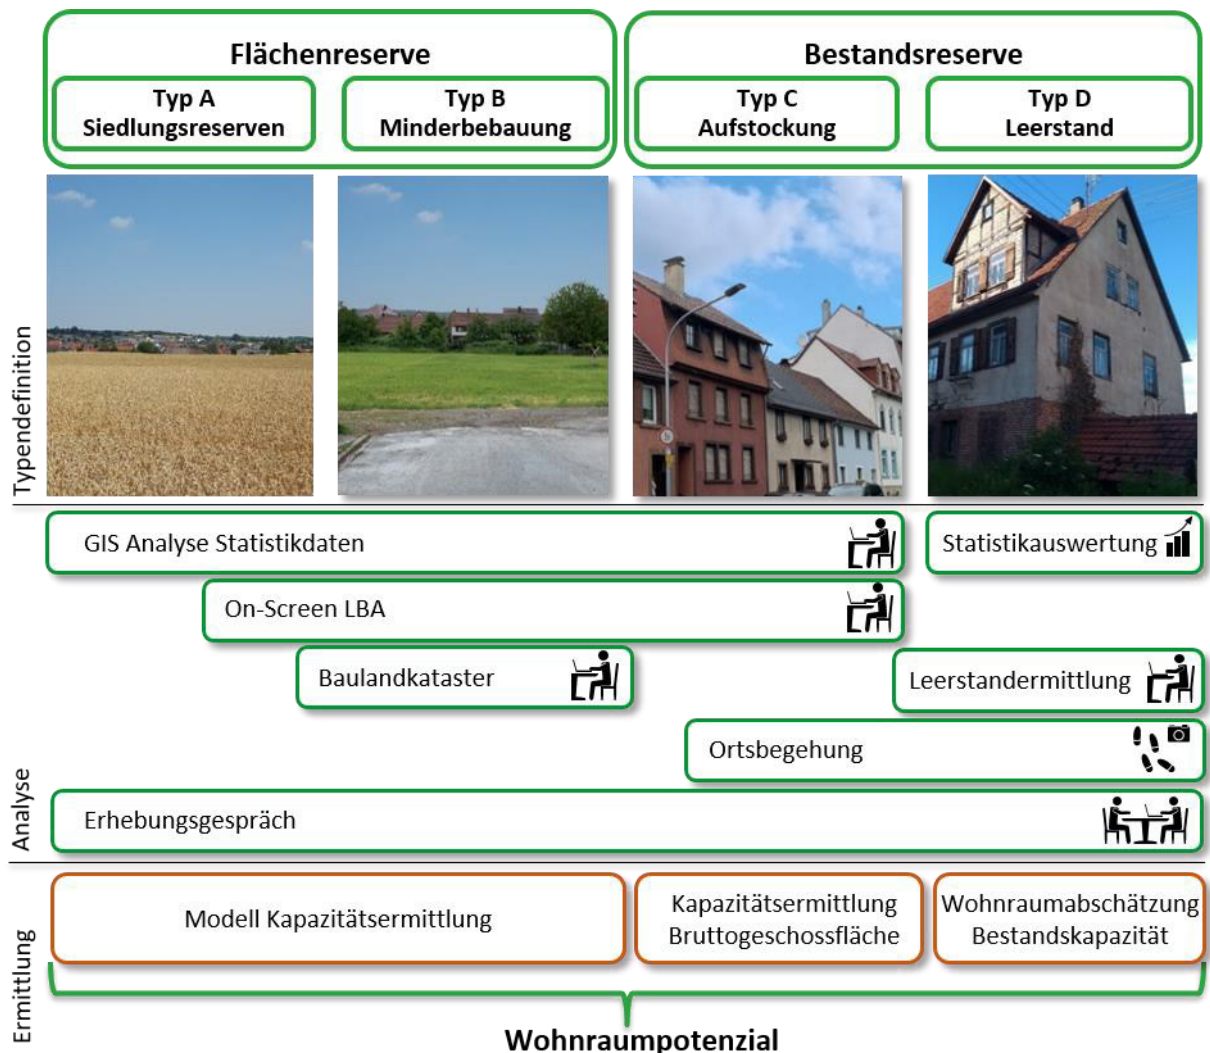 Flächenreserve
Bestandsreserve
Typ A
Siedlungsreserven
Typ B
Minderbebauung
Typ C
Aufstockung
Typ D
Leerstand
Typendefinition
GIS Analyse Statistikdaten
Statistikauswertung
On-Screen LBA
Baulandkataster
Leerstandermittlung
Ortsbegehung
Analyse
Erhebungsgespräch
Modell Kapazitätsermittlung
Kapazitätsermittlung
Bruttogeschossfläche
Wohnraumabschätzung
Bestandskapazität
Ermittlung
Wohnraumpotenzial